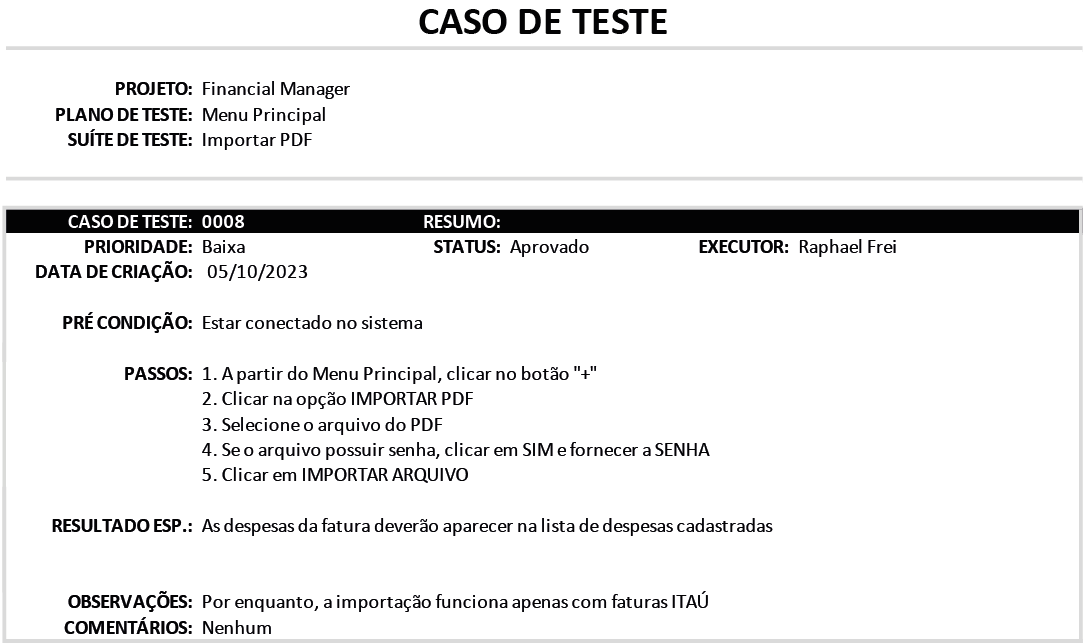 CASO DE TESTE
PROJETO: Financial Manager
PLANO DE TESTE: Menu Principal
SUÍTE DE TESTE: Importar PDF
CASO DE TESTE: 0008 RESUMO:
PRIORIDADE: Baixa STATUS: Aprovado EXECUTOR: Raphael Frei
DATA DE CRIAÇÃO: 05/10/2023
PRÉ CONDIÇÃO: Estar conectado no sistema
PASSOS: 1. A partir do Menu Principal, clicar no botão "+"
2. Clicar na opção IMPORTAR PDF
3. Selecione o arquivo do PDF
4. Se o arquivo possuir senha, clicar em SIM e fornecer a SENHA
5. Clicar em IMPORTAR ARQUIVO
RESULTADO ESP.: As despesas da fatura deverão aparecer na lista de despesas cadastradas
OBSERVAÇÕES: Por enquanto, a importação funciona apenas com faturas ITAÚ
COMENTÁRIOS: Nenhum